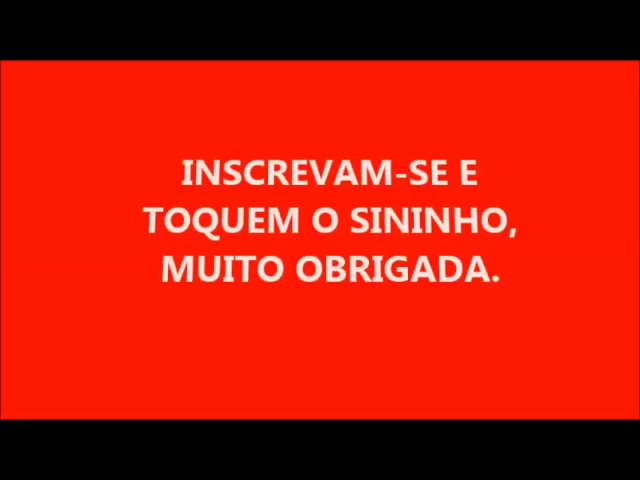 INSCREVAM-SE E
TOQUEM O SININHO,
MUITO OBRIGADA.